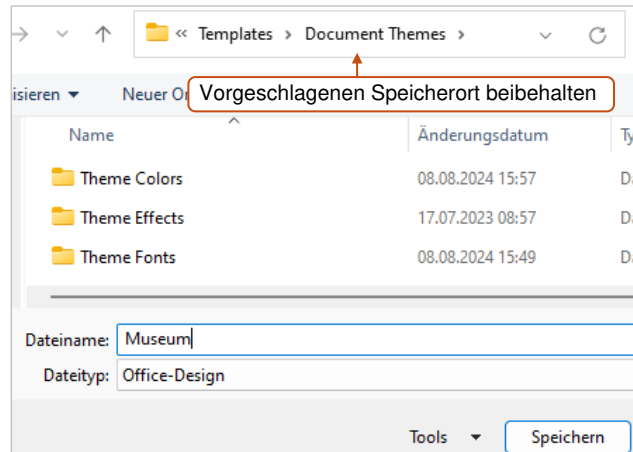 « Templates > Document Themes >
isieren Neuer Or
Vorgeschlagenen Speicherort beibehalten
Name Änderungsdatum Ty
Theme Colors 08.08.2024 15:57 Da
Theme Effects 17.07.2023 08:57 Da
Theme Fonts 08.08.2024 15:49 Da
Dateiname: Museum
Dateityp: Office-Design
Tools Speichern